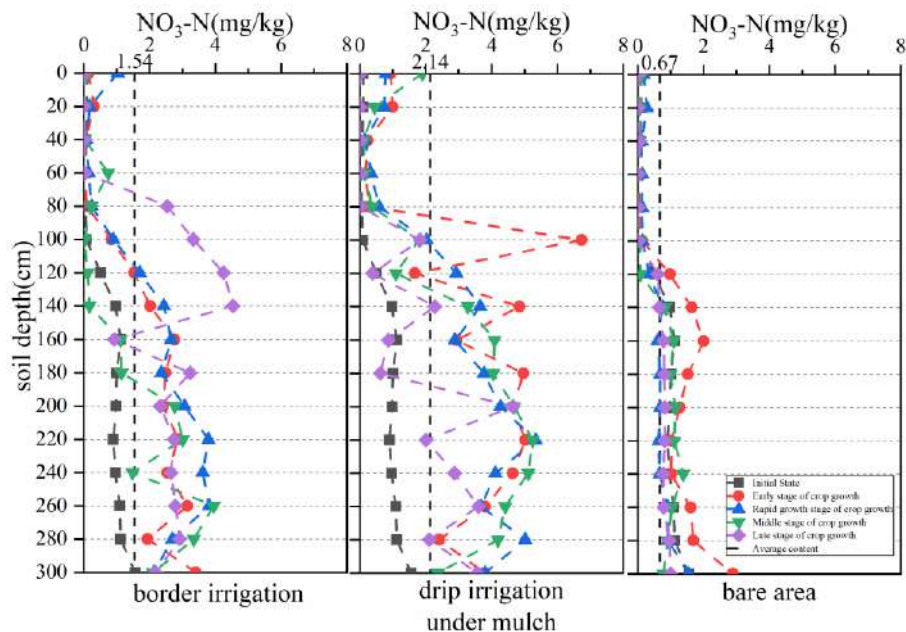 NO₃-N(mg/kg) NO₃-N(mg/kg) NO₃-N(mg/kg)
0 2 4 6 8 0 2 4 6 8 0 2 4 6 8
1.54 2.14 0.67
0
20
40
60
80
100
120
140
160
180
200
220
240
260
280
300
soil depth(cm)
Initial State
Early stage of crop growth
Rapid growth stage of crop growth
Middle stage of crop growth
Late stage of crop growth
Average content
border irrigation
drip irrigation
under mulch
bare area